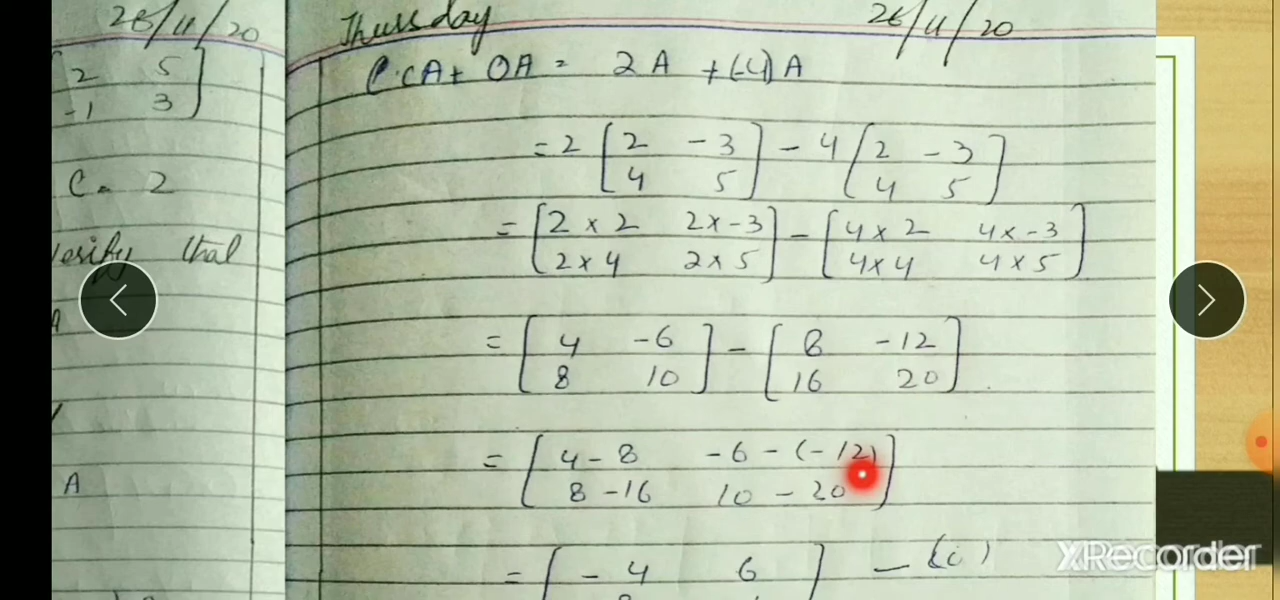 26/11/20
2 5
-1 3
C = 2
Verify that
A
Thursday 26/11/20
CA + DA = 2A + (-4)A
= 2 [ 2 -3 ] - 4 [ 2 -3 ]
4 5 4 5
= [ 2 × 2 2 × -3 ] - [ 4 × 2 4 × -3 ]
2 × 4 2 × 5 4 × 4 4 × 5
= [ 4 -6 ] - [ 8 -12 ]
8 10 16 20
= [ 4 - 8 -6 - (-12) ]
8 - 16 10 - 20
= [ -4 6 ] — (i)
XRecorder